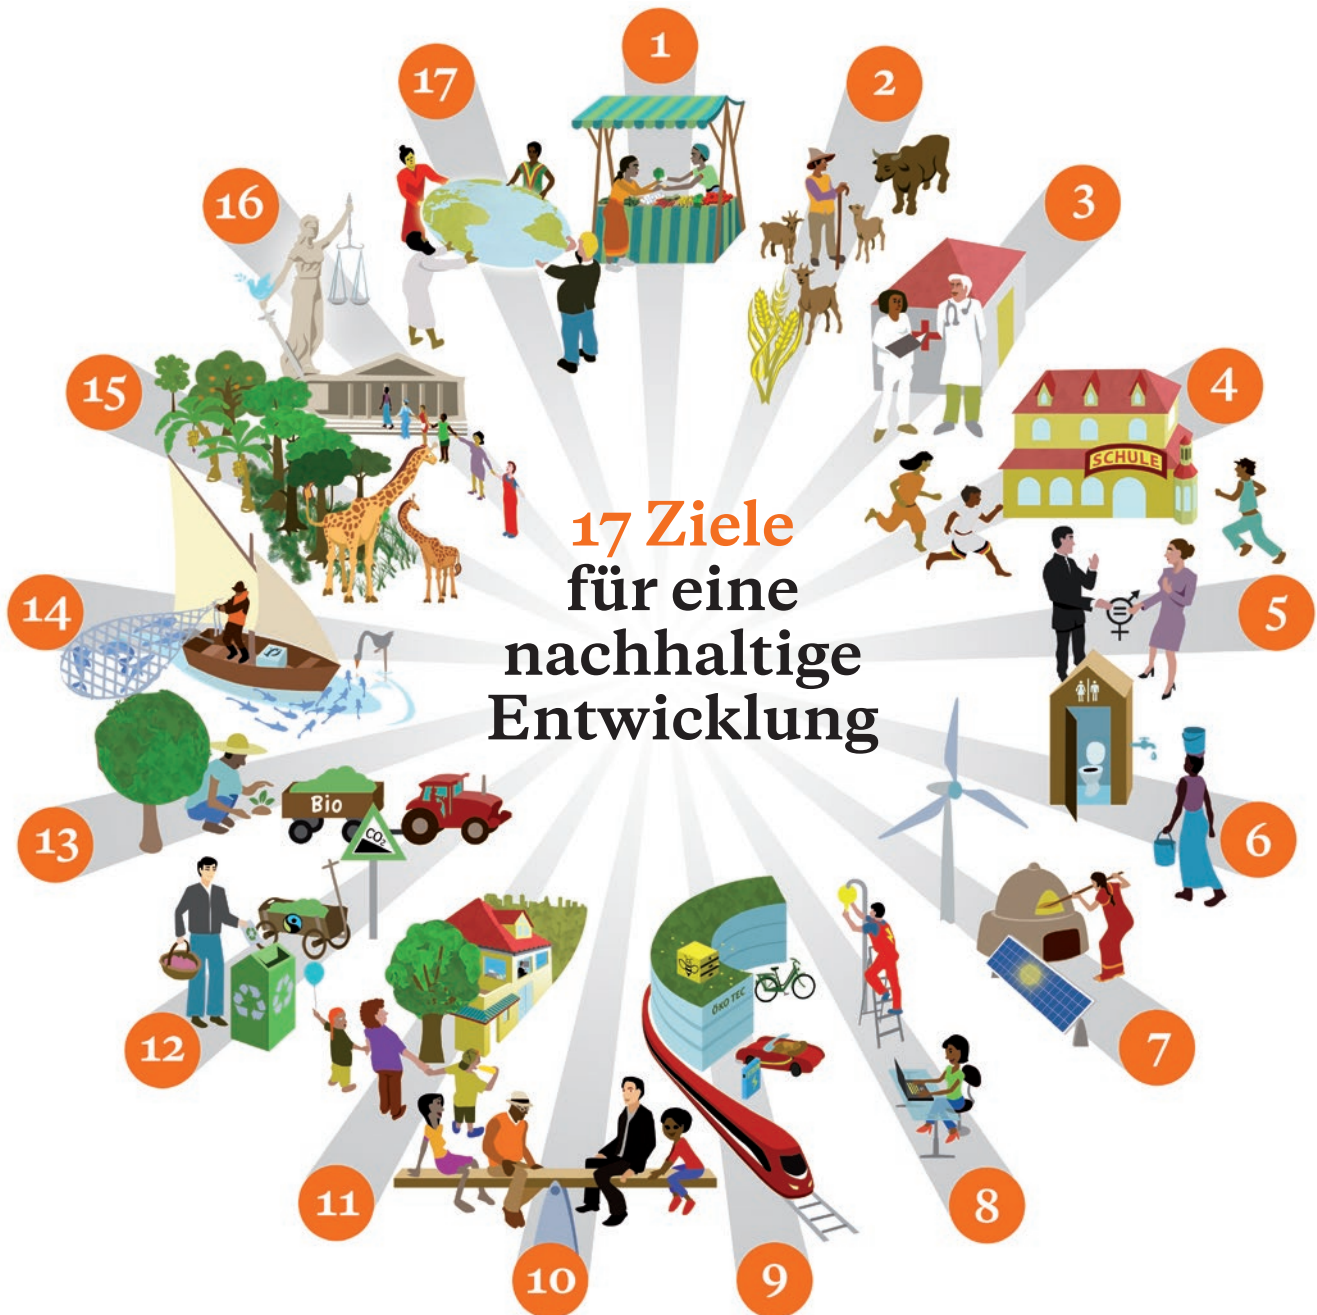 1
2
3
4
5
6
7
8
9
10
11
12
13
14
15
16
17
17 Ziele
für eine
nachhaltige
Entwicklung
SCHULE
ÖKO TEC
Bio
CO₂